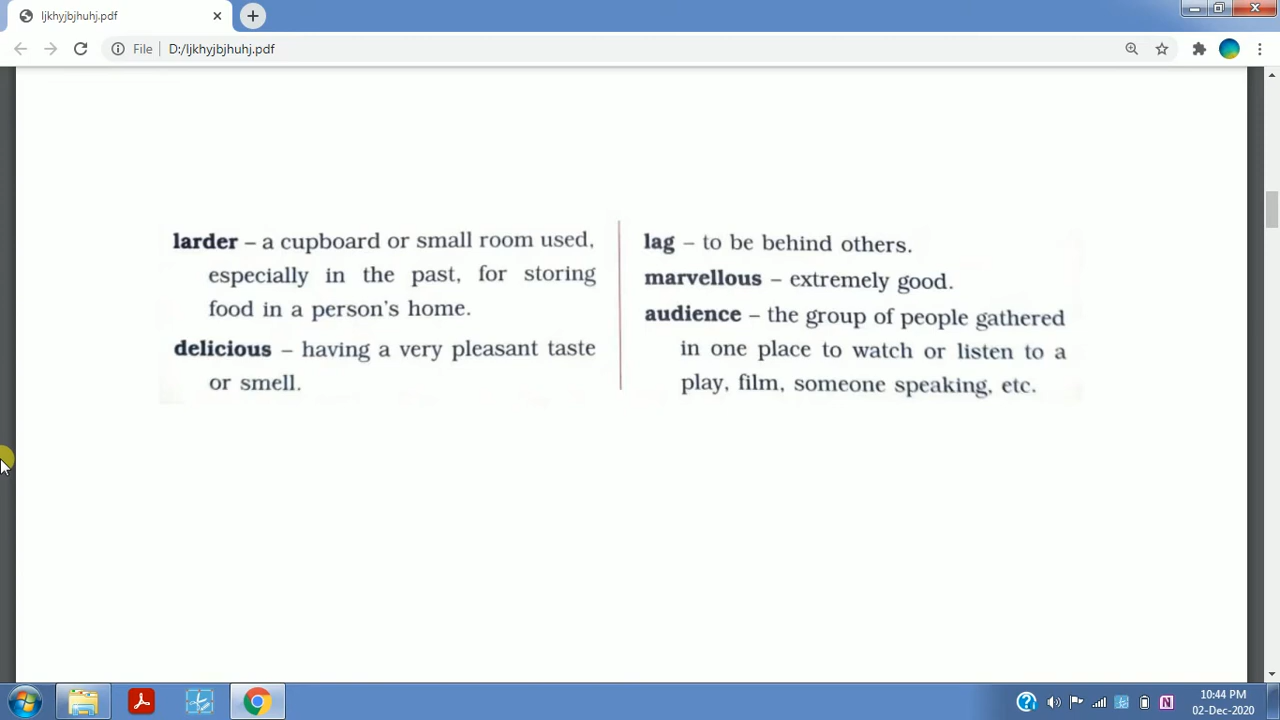 ljkhyjbjhuhj.pdf
File
D:/ljkhyjbjhuhj.pdf
larder – a cupboard or small room used,
especially in the past, for storing
food in a person's home.
delicious – having a very pleasant taste
or smell.
lag – to be behind others.
marvellous – extremely good.
audience – the group of people gathered
in one place to watch or listen to a
play, film, someone speaking, etc.
10:44 PM
02-Dec-2020